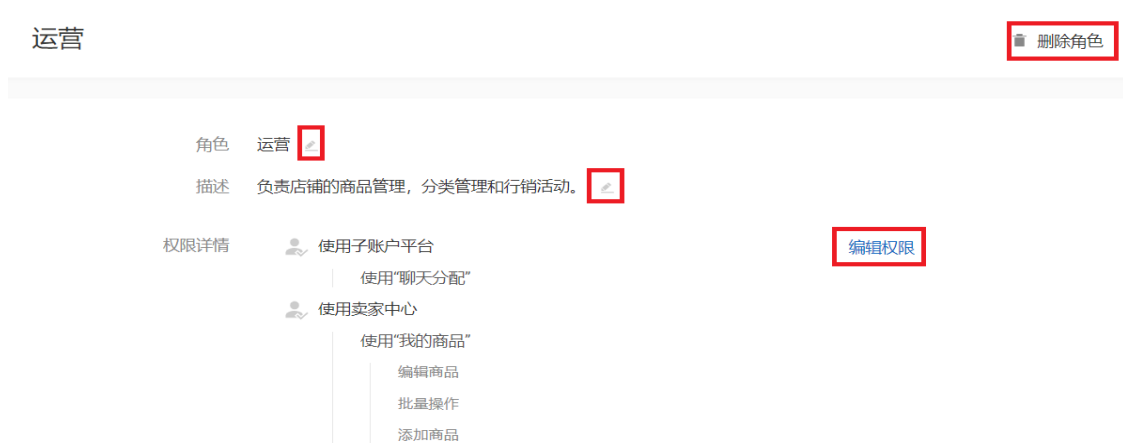 运营 删除角色
角色 运营
描述 负责店铺的商品管理，分类管理和行销活动。
权限详情 使用子账户平台 编辑权限
使用“聊天分配”
使用卖家中心
使用“我的商品”
编辑商品
批量操作
添加商品